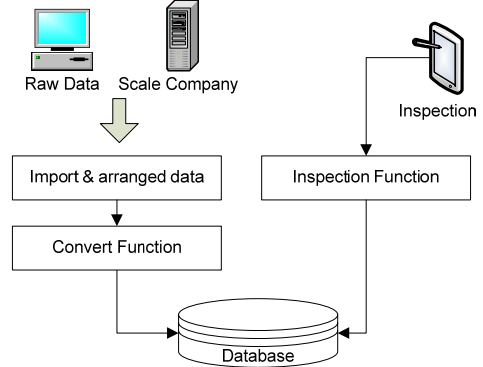 Raw Data
Scale Company
Inspection
Import & arranged data
Inspection Function
Convert Function
Database